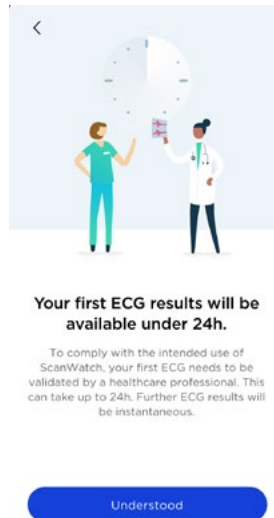 Your first ECG results will be
available under 24h.
To comply with the intended use of
ScanWatch, your first ECG needs to be
validated by a healthcare professional. This
can take up to 24h. Further ECG results will
be instantaneous.
Understood